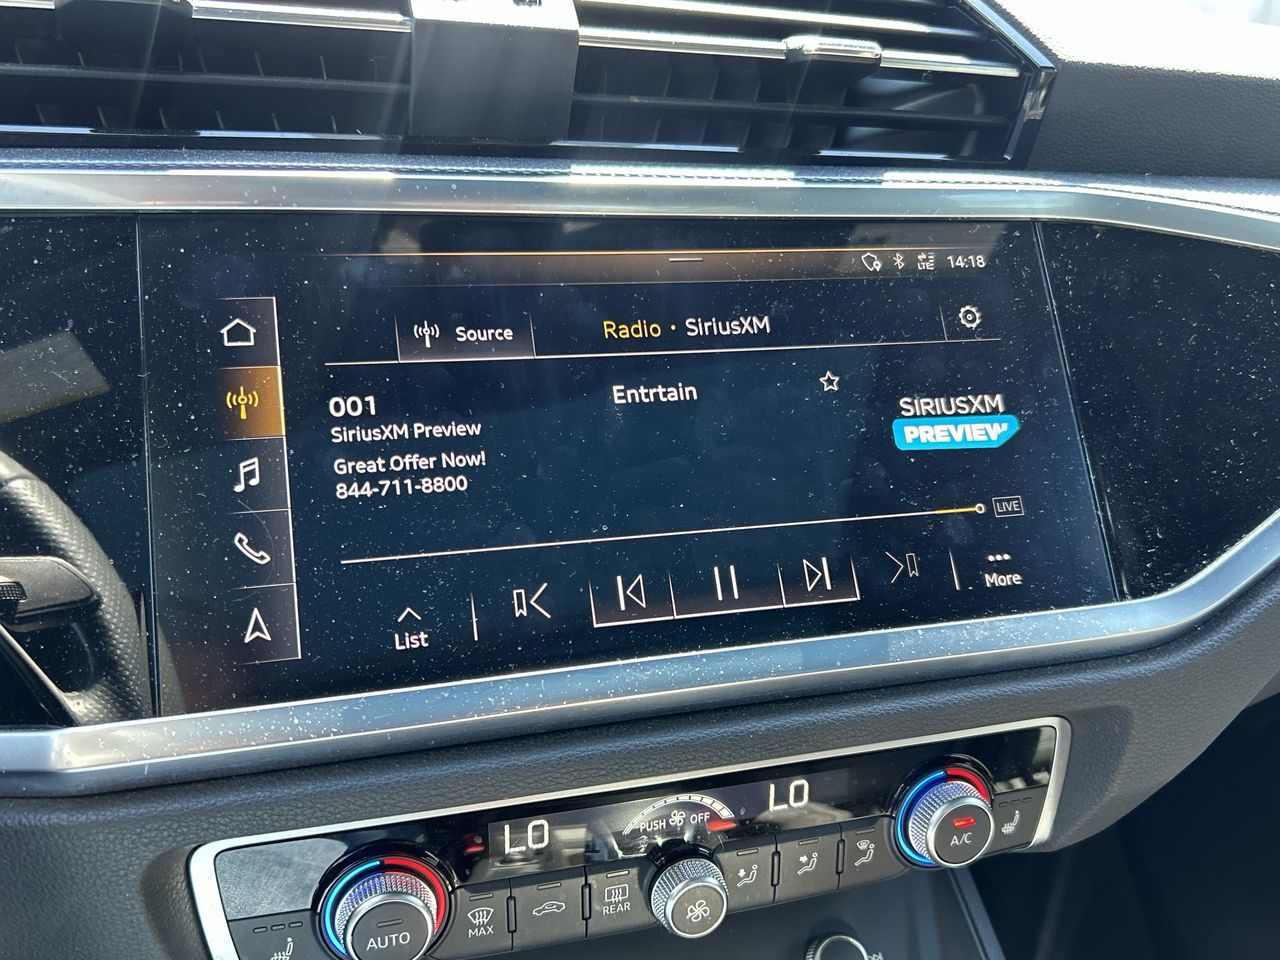 LTE 14:18
Source
Radio • SiriusXM
001
Entrtain
SiriusXM Preview
SIRIUSXM
PREVIEW
Great Offer Now!
844-711-8800
LIVE
List
More
LO
PUSH OFF
LO
AUTO
MAX
REAR
A/C